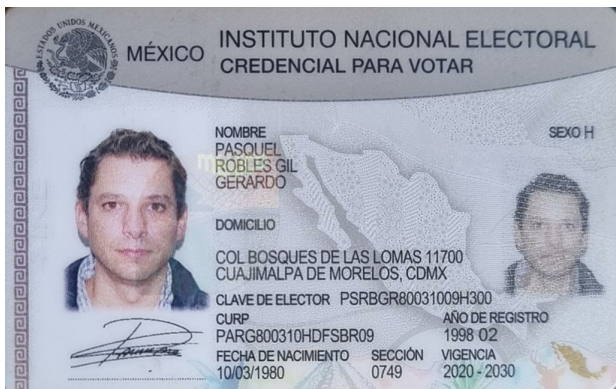 ESTADOS UNIDOS MEXICANOS
MÉXICO INSTITUTO NACIONAL ELECTORAL
CREDENCIAL PARA VOTAR
NOMBRE SEXO H
PASQUEL
ROBLES GIL
GERARDO
DOMICILIO
COL BOSQUES DE LAS LOMAS 11700
CUAJIMALPA DE MORELOS, CDMX
CLAVE DE ELECTOR PSRBGR80031009H300
CURP AÑO DE REGISTRO
PARG800310HDFSBR09 1998 02
FECHA DE NACIMIENTO SECCIÓN VIGENCIA
10/03/1980 0749 2020 - 2030